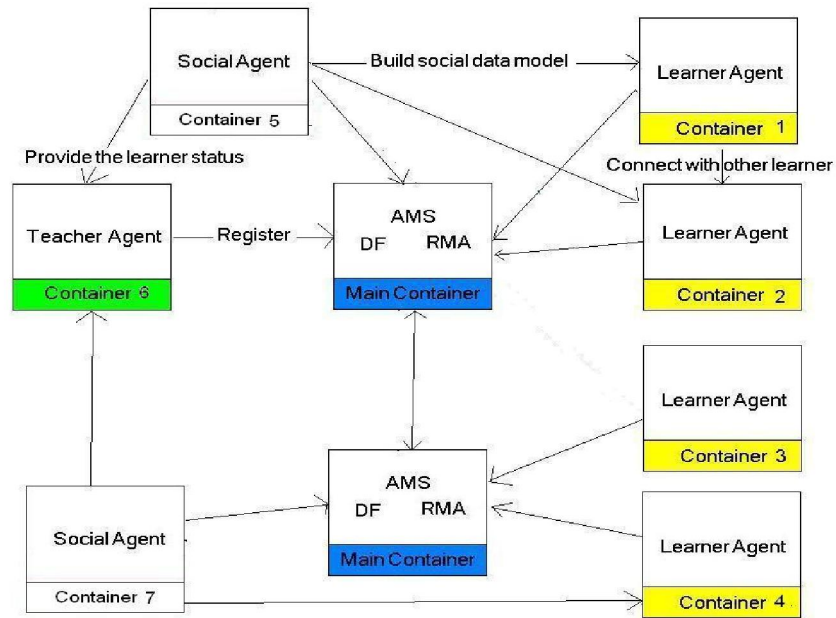 Social Agent
Container 5
Build social data model
Learner Agent
Container 1
Provide the learner status
Connect with other learner
Teacher Agent
Container 6
Register
AMS
DF RMA
Main Container
Learner Agent
Container 2
Learner Agent
Container 3
AMS
DF RMA
Main Container
Social Agent
Container 7
Learner Agent
Container 4